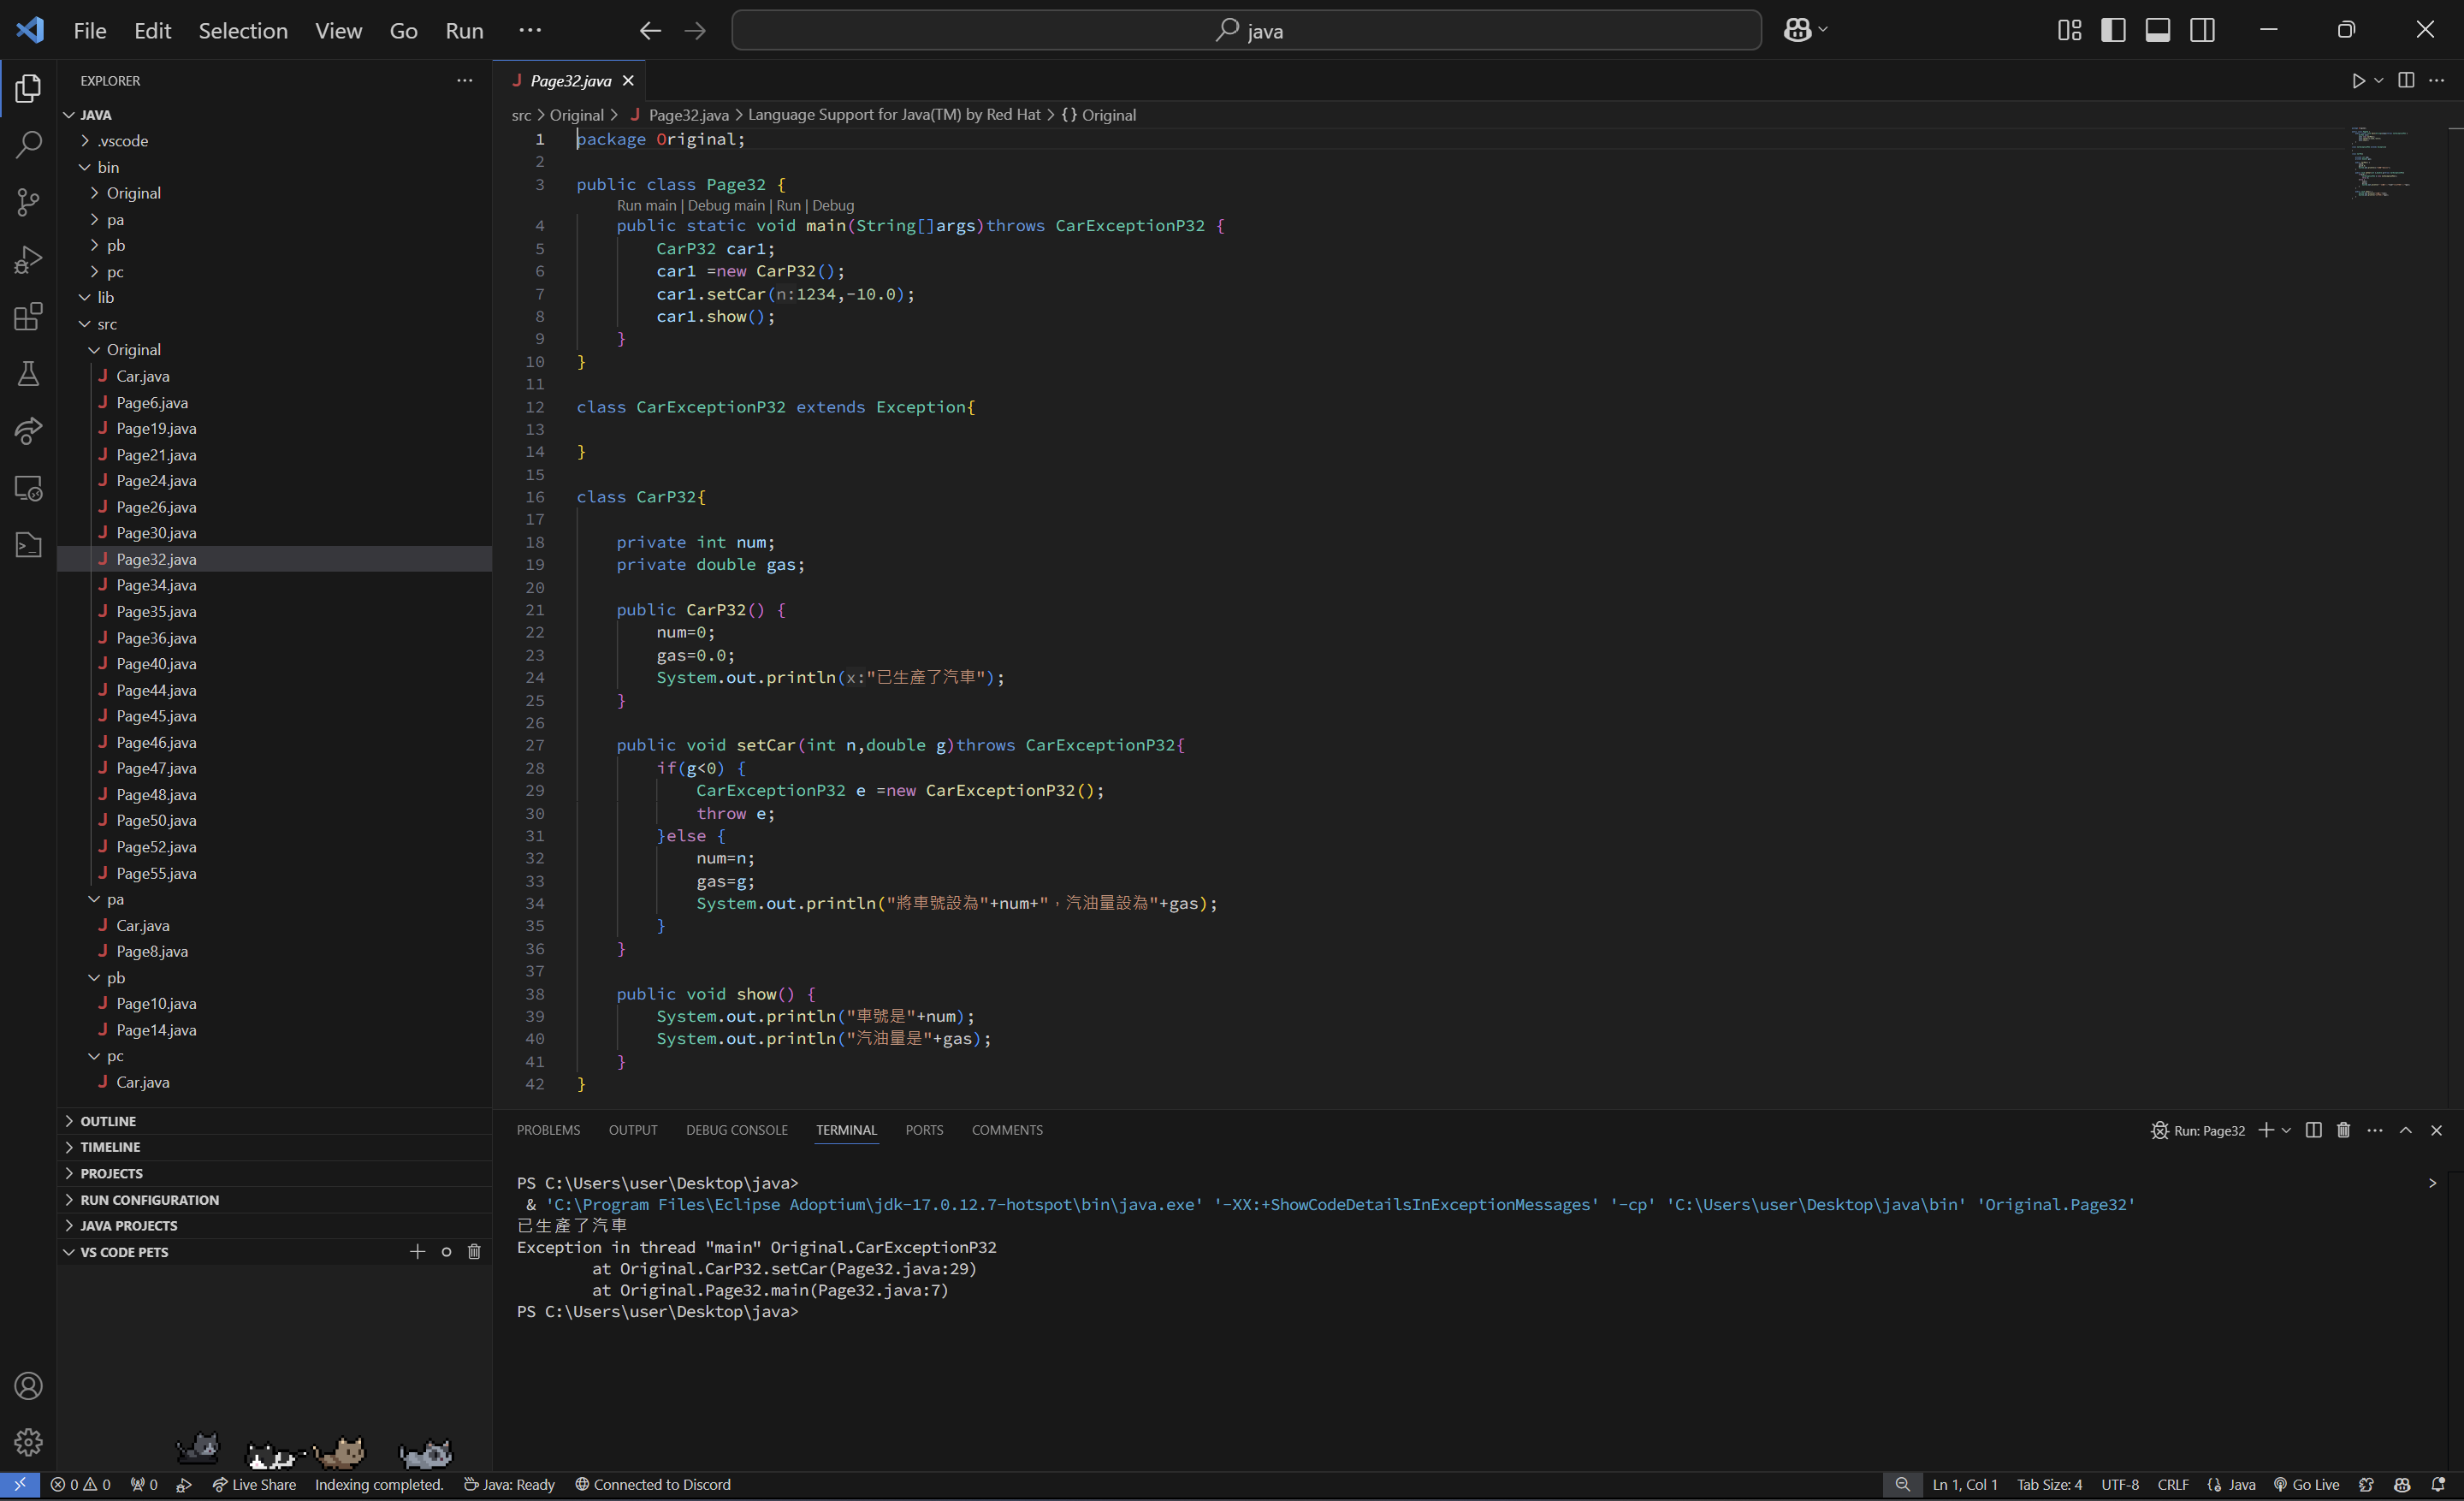 File Edit Selection View Go Run ··· java
EXPLORER ···
JAVA
.vscode
bin
Original
pa
pb
pc
lib
src
Original
Car.java
Page6.java
Page19.java
Page21.java
Page24.java
Page26.java
Page30.java
Page32.java
Page34.java
Page35.java
Page36.java
Page40.java
Page44.java
Page45.java
Page46.java
Page47.java
Page48.java
Page50.java
Page52.java
Page55.java
pa
Car.java
Page8.java
pb
Page10.java
Page14.java
pc
Car.java
OUTLINE
TIMELINE
PROJECTS
RUN CONFIGURATION
JAVA PROJECTS
VS CODE PETS
J Page32.java
src > Original > J Page32.java > Language Support for Java(TM) by Red Hat > {} Original
1 package Original;
2
3 public class Page32 {
Run main | Debug main | Run | Debug
4 public static void main(String[]args)throws CarExceptionP32 {
5 CarP32 car1;
6 car1 =new CarP32();
7 car1.setCar(n:1234,-10.0);
8 car1.show();
9 }
10 }
11
12 class CarExceptionP32 extends Exception{
13
14 }
15
16 class CarP32{
17
18 private int num;
19 private double gas;
20
21 public CarP32() {
22 num=0;
23 gas=0.0;
24 System.out.println(x:"已生產了汽車");
25 }
26
27 public void setCar(int n,double g)throws CarExceptionP32{
28 if(g<0) {
29 CarExceptionP32 e =new CarExceptionP32();
30 throw e;
31 }else {
32 num=n;
33 gas=g;
34 System.out.println("將車號設為"+num+"，汽油量設為"+gas);
35 }
36 }
37
38 public void show() {
39 System.out.println("車號是"+num);
40 System.out.println("汽油量是"+gas);
41 }
42 }
PROBLEMS OUTPUT DEBUG CONSOLE TERMINAL PORTS COMMENTS Run: Page32
PS C:\Users\user\Desktop\java>
& 'C:\Program Files\Eclipse Adoptium\jdk-17.0.12.7-hotspot\bin\java.exe' '-XX:+ShowCodeDetailsInExceptionMessages' '-cp' 'C:\Users\user\Desktop\java\bin' 'Original.Page32'
已生產了汽車
Exception in thread "main" Original.CarExceptionP32
at Original.CarP32.setCar(Page32.java:29)
at Original.Page32.main(Page32.java:7)
PS C:\Users\user\Desktop\java>
0 0 0 Live Share Indexing completed. Java: Ready Connected to Discord Ln 1, Col 1 Tab Size: 4 UTF-8 CRLF {} Java Go Live